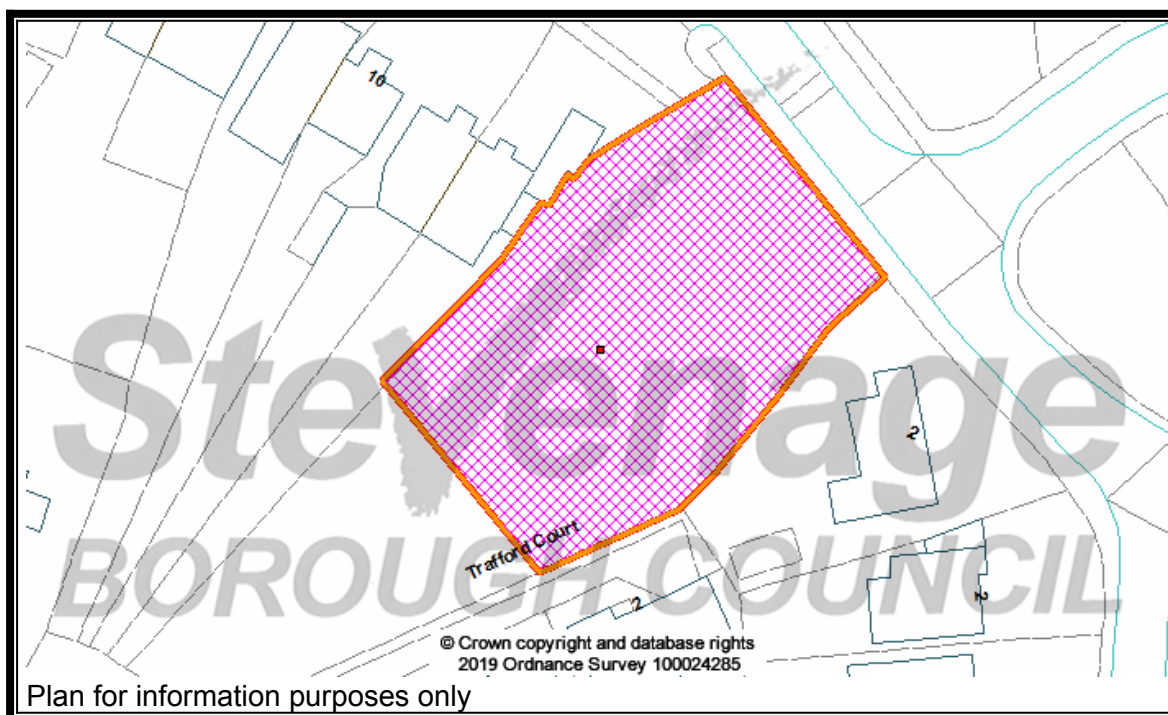 10
Stevenage
2
BOROUGH COUNCIL
Trafford Court
2
2
© Crown copyright and database rights
2019 Ordnance Survey 100024285
Plan for information purposes only